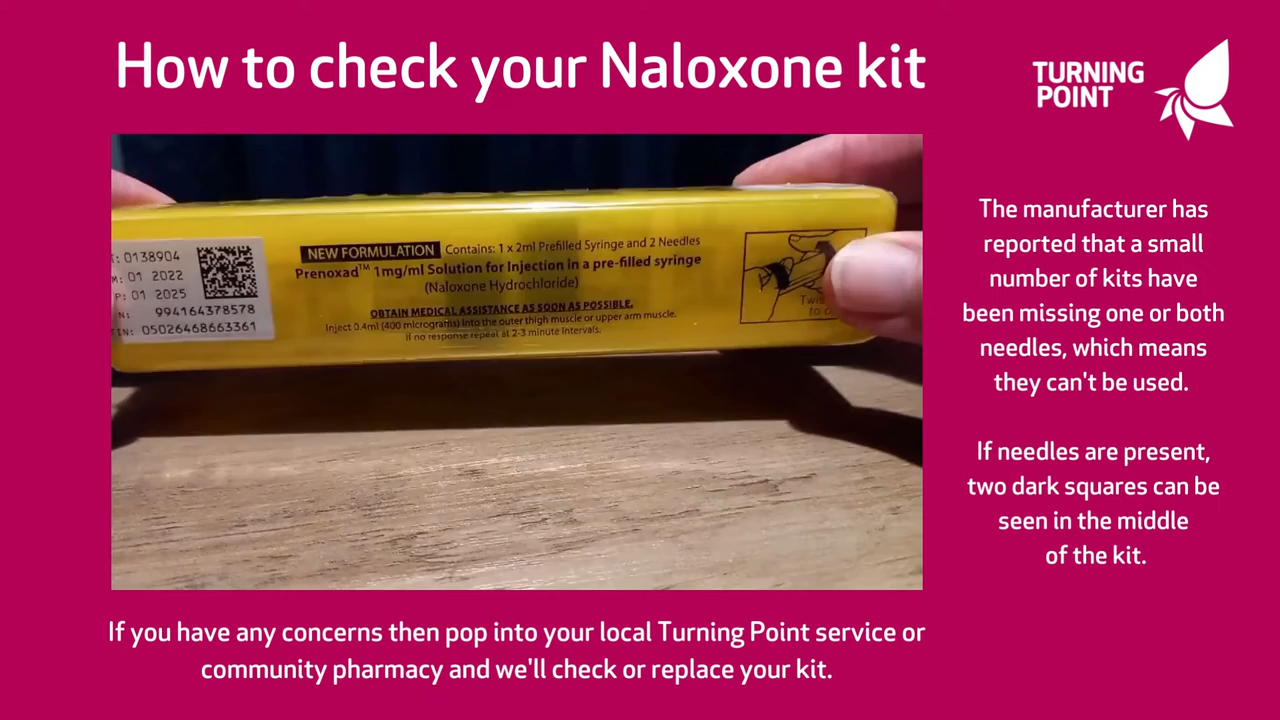 How to check your Naloxone kit
TURNING
POINT
: 0138904
M: 01 2022
P: 01 2025
N: 994164378578
TIN: 05026468663361
NEW FORMULATION Contains: 1 x 2ml Prefilled Syringe and 2 Needles
Prenoxad™ 1mg/ml Solution for Injection in a pre-filled syringe
(Naloxone Hydrochloride)
OBTAIN MEDICAL ASSISTANCE AS SOON AS POSSIBLE.
Inject 0.4ml (400 micrograms) into the outer thigh muscle or upper arm muscle.
If no response repeat at 2-3 minute intervals.
The manufacturer has
reported that a small
number of kits have
been missing one or both
needles, which means
they can't be used.
If needles are present,
two dark squares can be
seen in the middle
of the kit.
If you have any concerns then pop into your local Turning Point service or
community pharmacy and we'll check or replace your kit.